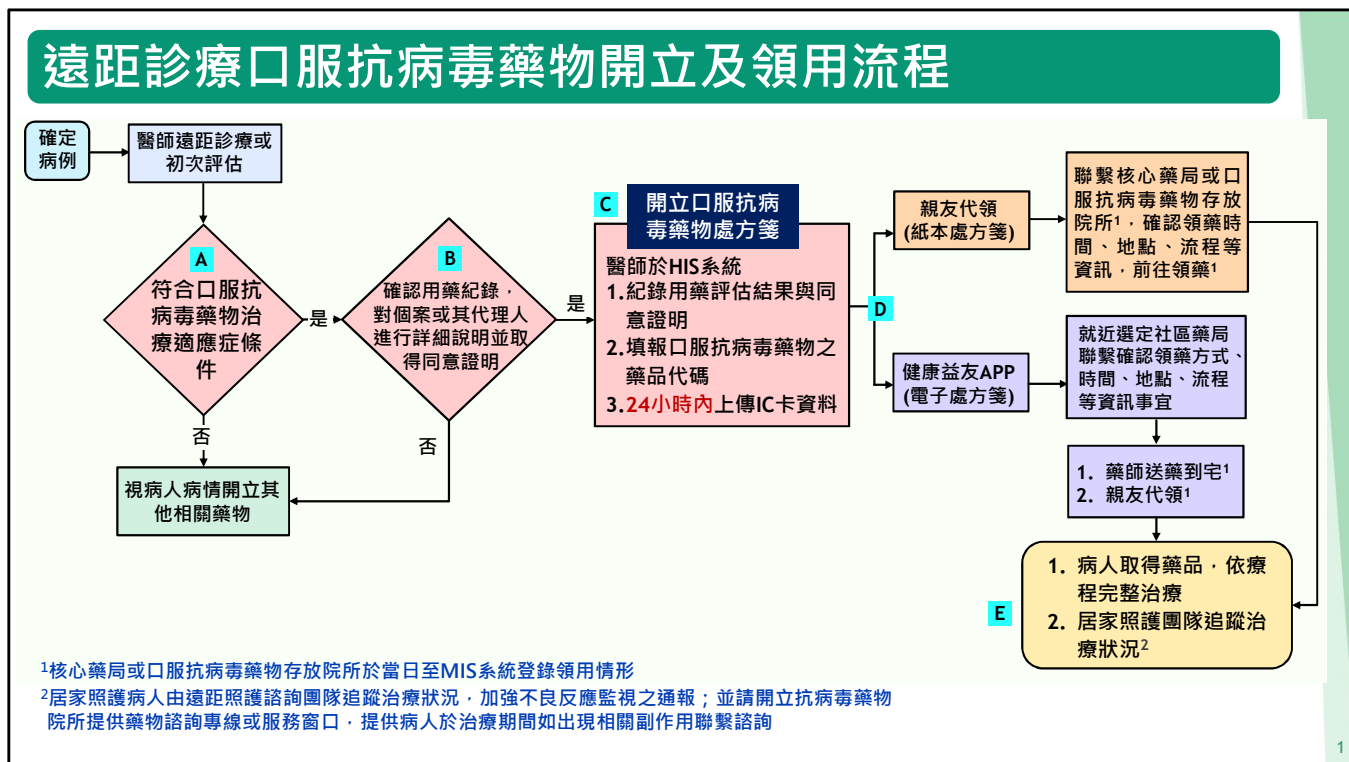 遠距診療口服抗病毒藥物開立及領用流程
確定
病例
醫師遠距診療或
初次評估
A
符合口服抗
病毒藥物治
療適應症條
件
是
否
B
確認用藥紀錄，
對個案或其代理人
進行詳細說明並取
得同意證明
是
否
視病人病情開立其
他相關藥物
C
開立口服抗病
毒藥物處方箋
醫師於HIS系統
1.紀錄用藥評估結果與同
意證明
2.填報口服抗病毒藥物之
藥品代碼
3.24小時內上傳IC卡資料
D
親友代領
(紙本處方箋)
聯繫核心藥局或口
服抗病毒藥物存放
院所¹，確認領藥時
間、地點、流程等
資訊，前往領藥¹
健康益友APP
(電子處方箋)
就近選定社區藥局
聯繫確認領藥方式、
時間、地點、流程
等資訊事宜
1. 藥師送藥到宅¹
2. 親友代領¹
E
1. 病人取得藥品，依療
程完整治療
2. 居家照護團隊追蹤治
療狀況²
¹核心藥局或口服抗病毒藥物存放院所於當日至MIS系統登錄領用情形
²居家照護病人由遠距照護諮詢團隊追蹤治療狀況，加強不良反應監視之通報；並請開立抗病毒藥物
院所提供藥物諮詢專線或服務窗口，提供病人於治療期間如出現相關副作用聯繫諮詢
1